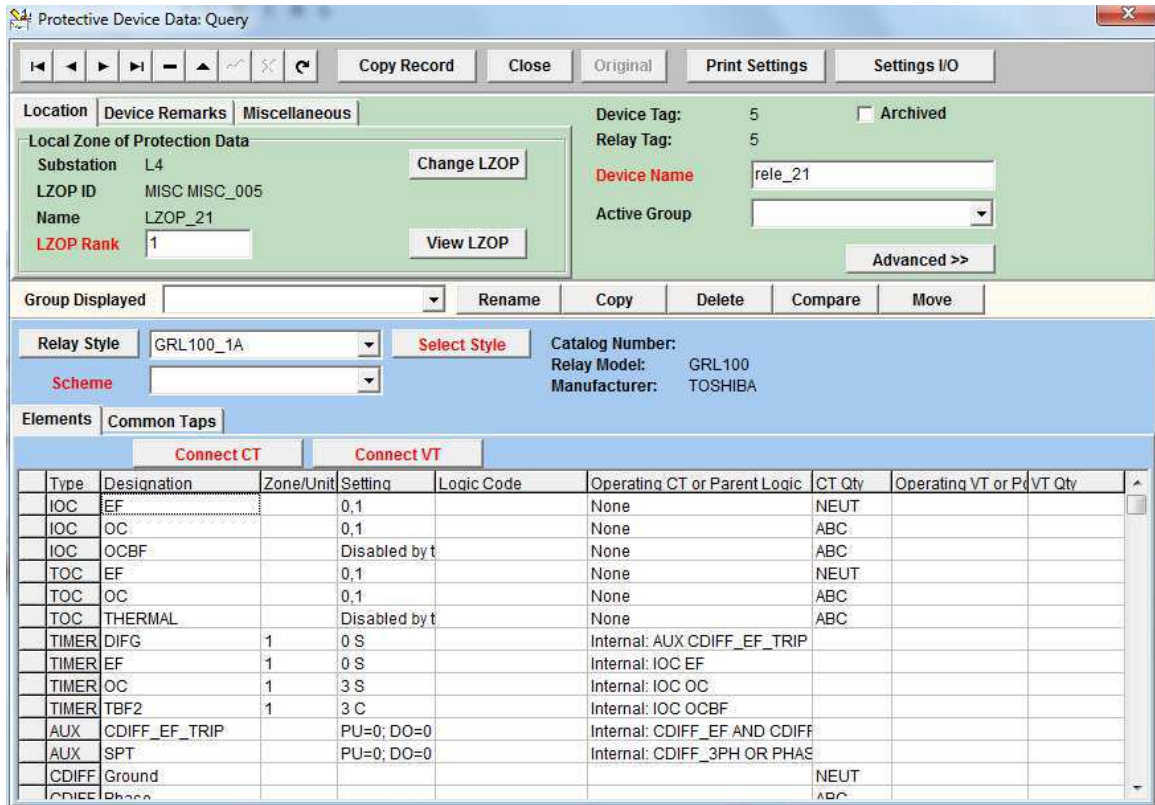 Protective Device Data: Query
Copy Record Close Original Print Settings Settings I/O
Location Device Remarks Miscellaneous
Local Zone of Protection Data
Substation L4
Change LZOP
LZOP ID MISC MISC_005
Name LZOP_21
LZOP Rank 1
View LZOP
Device Tag: 5
Archived
Relay Tag: 5
Device Name rele_21
Active Group
Advanced >>
Group Displayed Rename Copy Delete Compare Move
Relay Style GRL100_1A Select Style
Scheme
Catalog Number:
Relay Model: GRL100
Manufacturer: TOSHIBA
Elements Common Taps
Connect CT Connect VT
Type Designation Zone/Unit Setting Logic Code Operating CT or Parent Logic CT Qty Operating VT or Po VT Qty
IOC EF 0,1 None NEUT
IOC OC 0,1 None ABC
IOC OCBF Disabled by t None ABC
TOC EF 0,1 None NEUT
TOC OC 0,1 None ABC
TOC THERMAL Disabled by t None ABC
TIMER DIFG 1 0 S Internal: AUX CDIFF_EF_TRIP
TIMER EF 1 0 S Internal: IOC EF
TIMER OC 1 3 S Internal: IOC OC
TIMER TBF2 1 3 C Internal: IOC OCBF
AUX CDIFF_EF_TRIP PU=0; DO=0 Internal: CDIFF_EF AND CDIFF
AUX SPT PU=0; DO=0 Internal: CDIFF_3PH OR PHAS
CDIFF Ground NEUT
CDIFF Phase ABC